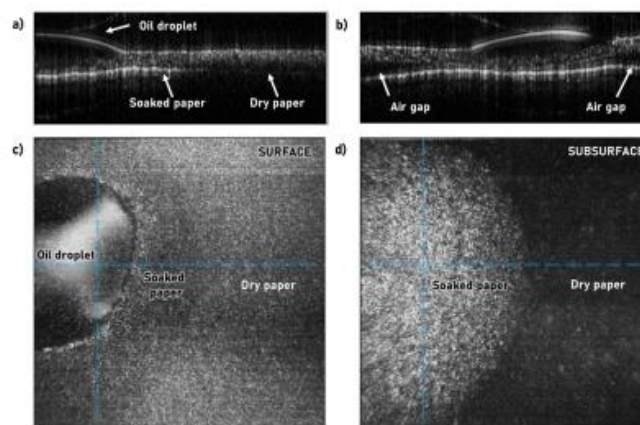 a)
Oil droplet
Soaked paper
Dry paper
b)
Air gap
Air gap
c)
SURFACE
Oil droplet
Soaked
paper
Dry paper
d)
SUBSURFACE
Soaked paper
Dry paper